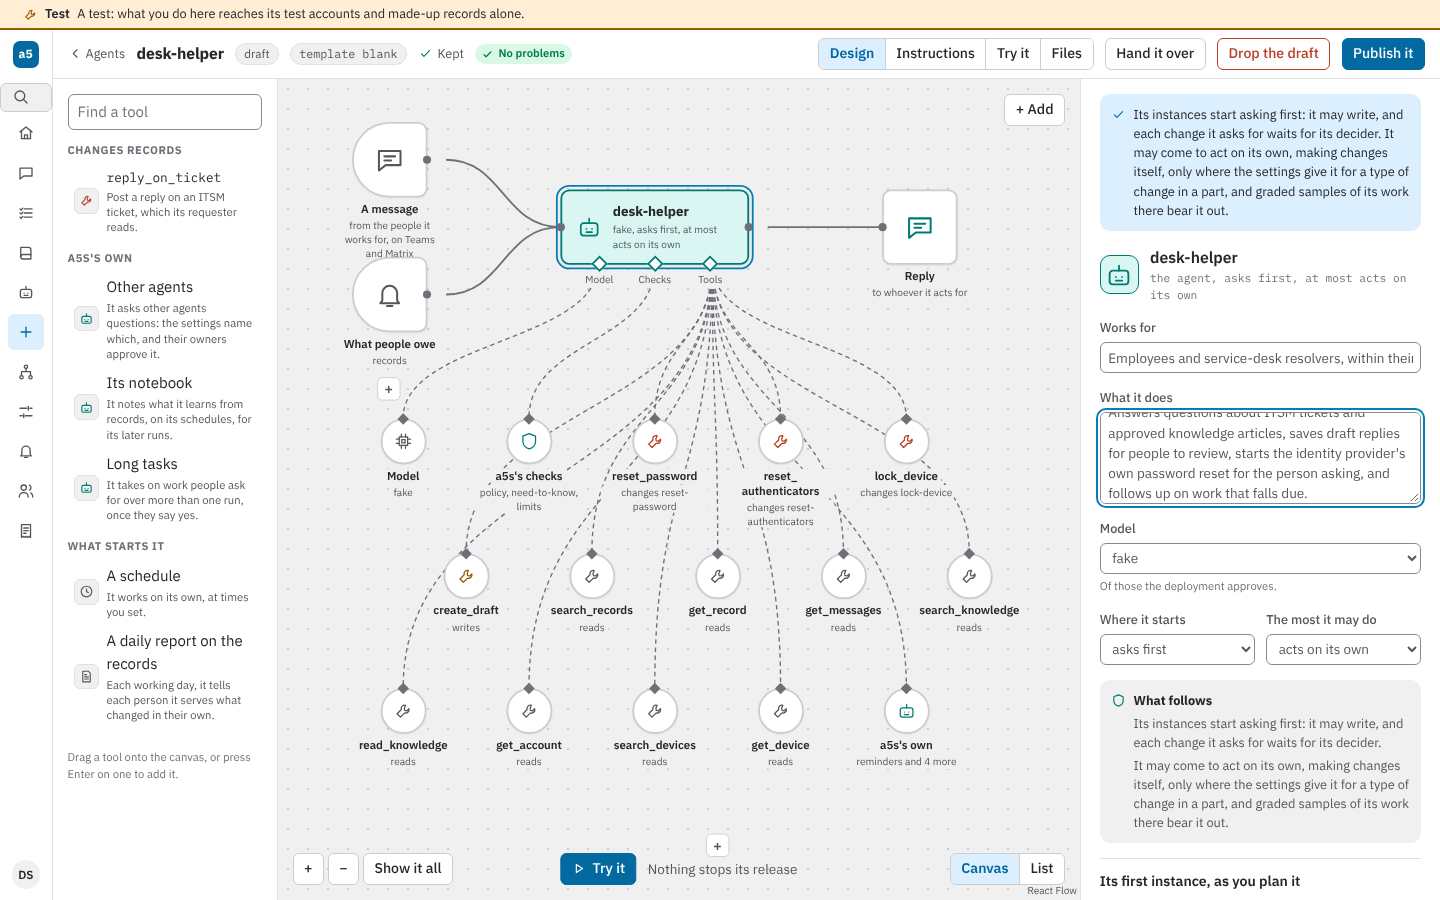 Test A test: what you do here reaches its test accounts and made-up records alone.
a5
Agents
desk-helper
draft
template blank
Kept
No problems
Design
Instructions
Try it
Files
Hand it over
Drop the draft
Publish it
Find a tool
CHANGES RECORDS
reply_on_ticket
Post a reply on an ITSM
ticket, which its requester
reads.
A5S'S OWN
Other agents
It asks other agents
questions: the settings name
which, and their owners
approve it.
Its notebook
It notes what it learns from
records, on its schedules, for
its later runs.
Long tasks
It takes on work people ask
for over more than one run,
once they say yes.
WHAT STARTS IT
A schedule
It works on its own, at times
you set.
A daily report on the
records
Each working day, it tells
each person it serves what
changed in their own.
Drag a tool onto the canvas, or press
Enter on one to add it.
DS
+ Add
A message
from the people it
works for, on Teams
and Matrix
What people owe
records
+
desk-helper
fake, asks first, at most
acts on its own
Model
Checks
Tools
Reply
to whoever it acts for
Model
fake
a5s's checks
policy, need-to-know,
limits
reset_password
changes reset-
password
reset_
authenticators
changes reset-
authenticators
lock_device
changes lock-device
create_draft
writes
search_records
reads
get_record
reads
get_messages
reads
search_knowledge
reads
read_knowledge
reads
get_account
reads
search_devices
reads
get_device
reads
a5s's own
reminders and 4 more
+
+
−
Show it all
Try it
Nothing stops its release
Canvas
List
React Flow
Its instances start asking first: it may write, and
each change it asks for waits for its decider. It
may come to act on its own, making changes
itself, only where the settings give it for a type of
change in a part, and graded samples of its work
there bear it out.
desk-helper
the agent, asks first, at most acts on
its own
Works for
Employees and service-desk resolvers, within their
What it does
Answers questions about ITSM tickets and
approved knowledge articles, saves draft replies
for people to review, starts the identity provider's
own password reset for the person asking, and
follows up on work that falls due.
Model
fake
Of those the deployment approves.
Where it starts
The most it may do
asks first
acts on its own
What follows
Its instances start asking first: it may write, and
each change it asks for waits for its decider.
It may come to act on its own, making changes
itself, only where the settings give it for a type of
change in a part, and graded samples of its work
there bear it out.
Its first instance, as you plan it